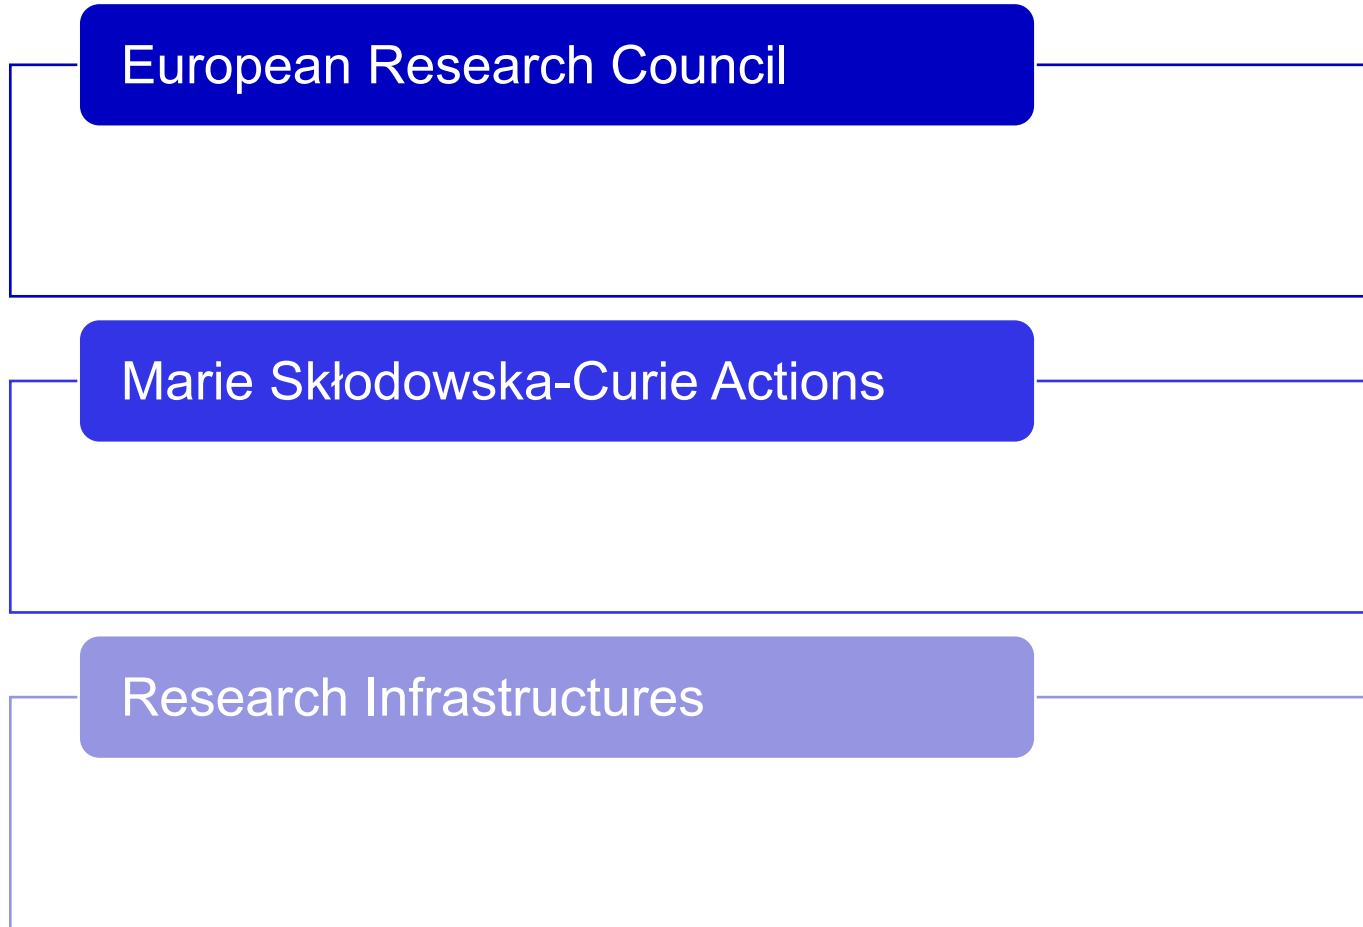 European Research Council
Marie Skłodowska-Curie Actions
Research Infrastructures